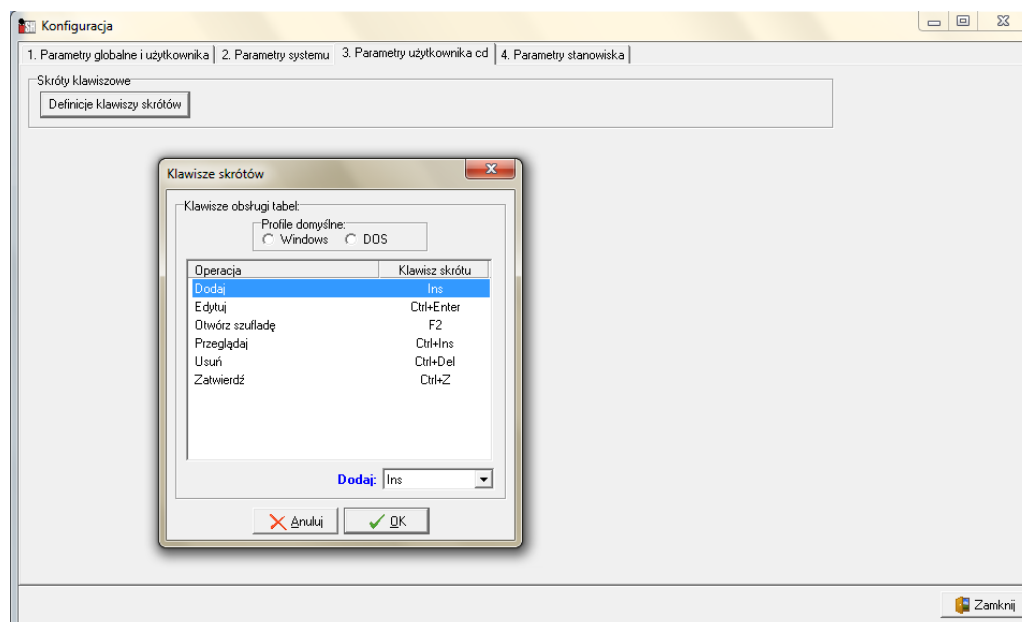 Konfiguracja
1. Parametry globalne i użytkownika 2. Parametry systemu 3. Parametry użytkownika cd 4. Parametry stanowiska
Skróty klawiszowe
Definicje klawiszy skrótów
Klawisze skrótów
Klawisze obsługi tabel:
Profile domyślne:
Windows DOS
Operacja Klawisz skrótu
Dodaj Ins
Edytuj Ctrl+Enter
Otwórz szufladę F2
Przeglądaj Ctrl+Ins
Usuń Ctrl+Del
Zatwierdź Ctrl+Z
Dodaj: Ins
Anuluj OK
Zamknij